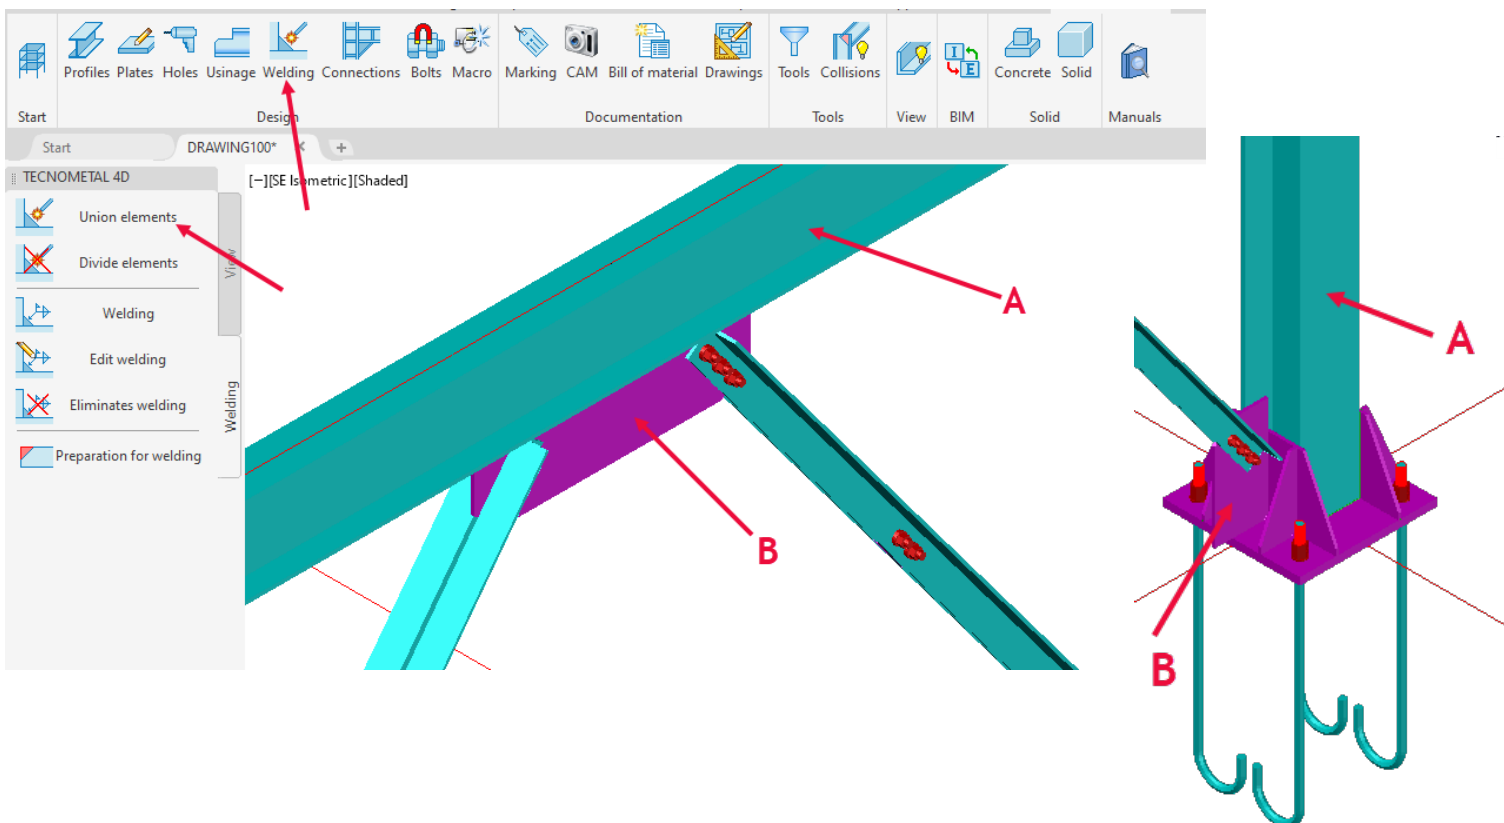 Profiles Plates Holes Usinage Welding Connections Bolts Macro Marking CAM Bill of material Drawings Tools Collisions Concrete Solid
Start Design Documentation Tools View BIM Solid Manuals
Start DRAWING100* +
TECNOMETAL 4D
[−][SE Isometric][Shaded]
Union elements
Divide elements
View
Welding
Edit welding
Eliminates welding
Welding
Preparation for welding
A
B
A
B